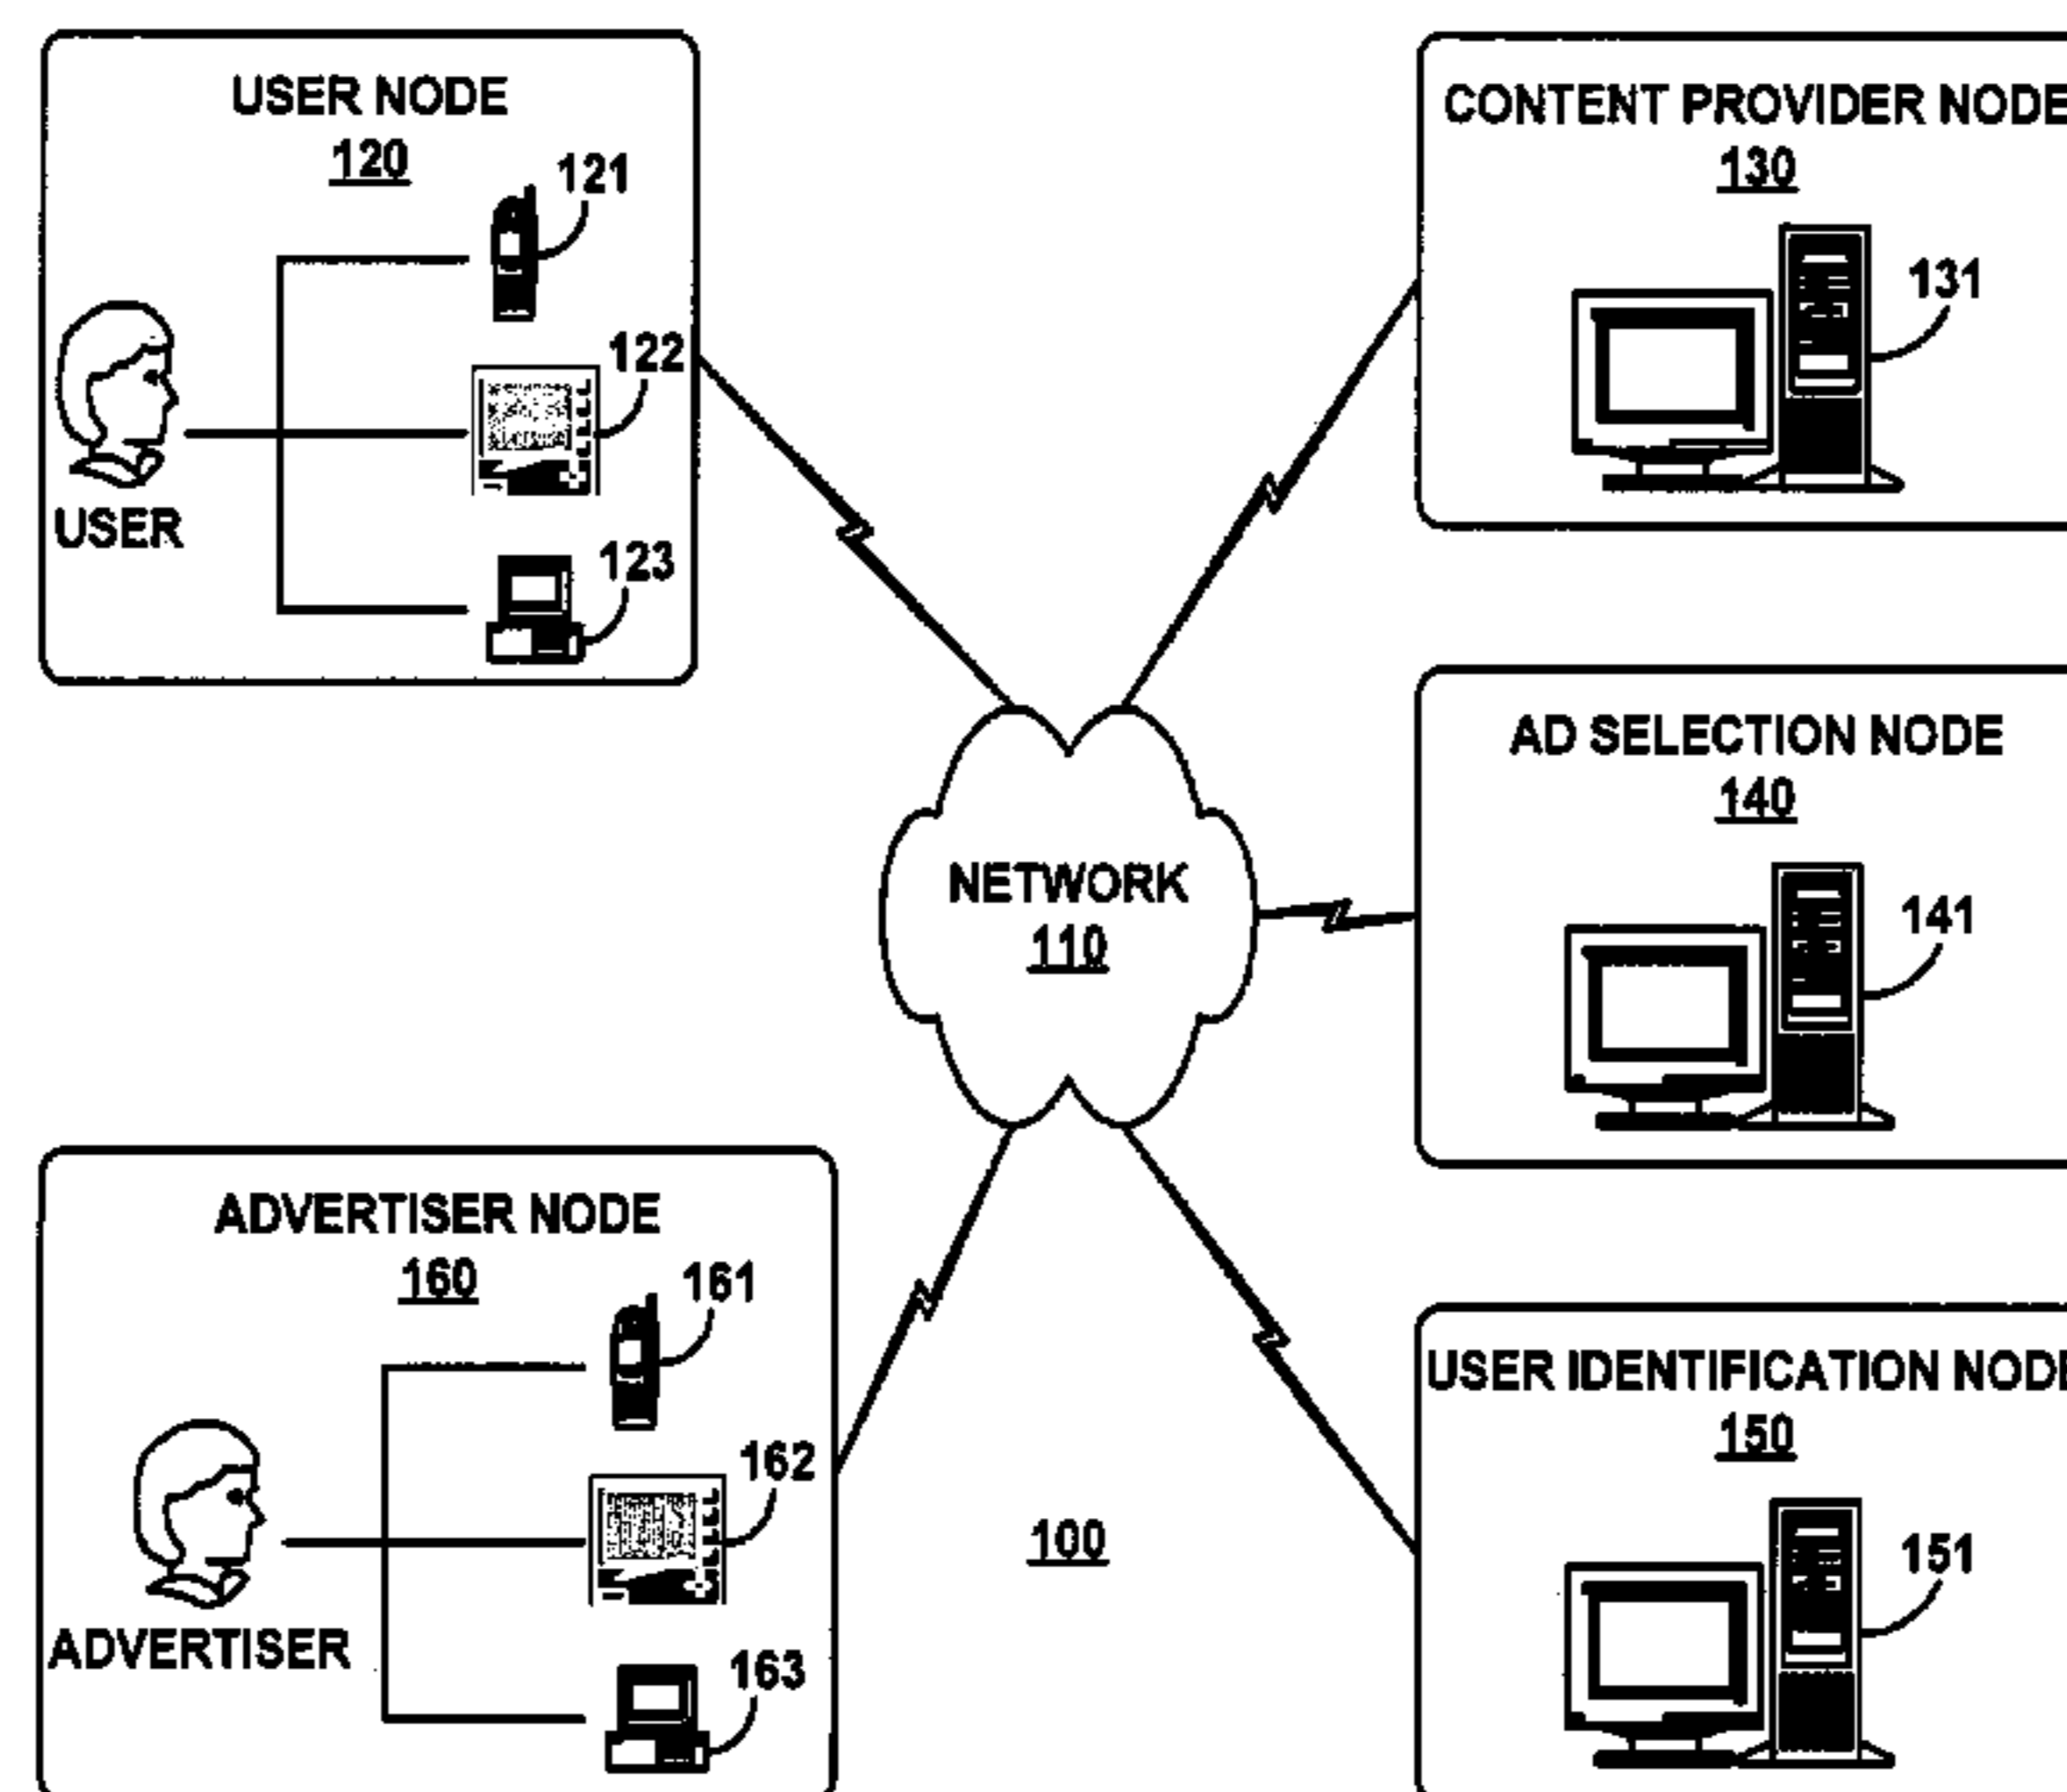 USER NODE
120
121
122
123
USER
CONTENT PROVIDER NODE
130
131
AD SELECTION NODE
140
141
NETWORK
110
ADVERTISER NODE
160
161
162
163
ADVERTISER
100
USER IDENTIFICATION NODE
150
151